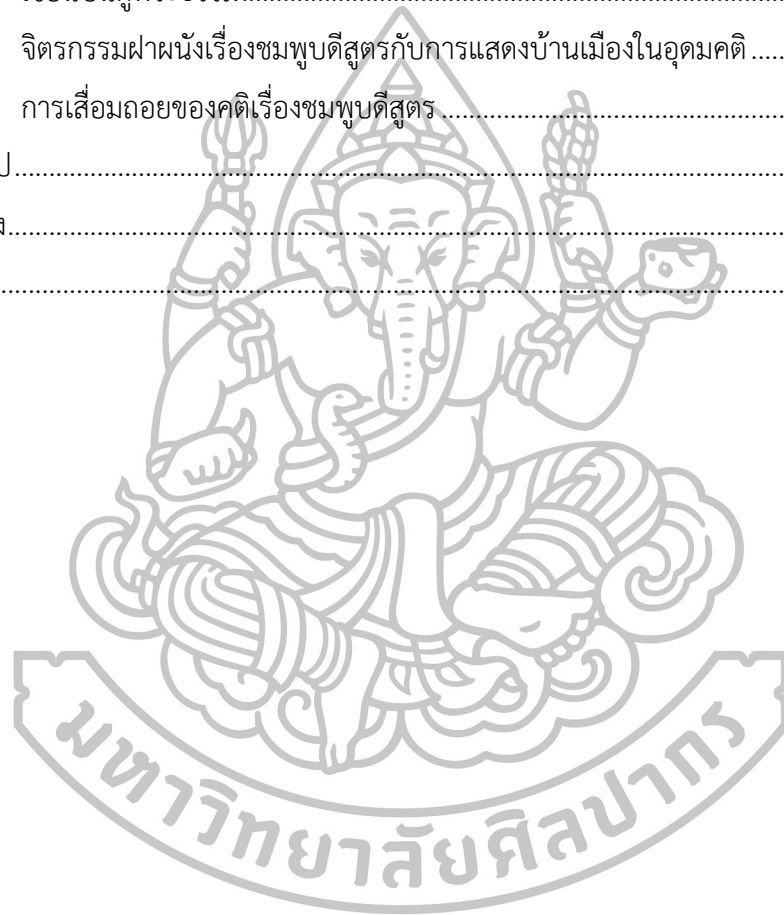 จิตรกรรมฝาผนังเรื่องชมพูบดีสูตรกับการแสดงบ้านเมืองในอุดมคติ.....
การเสื่อมถอยของคติเรื่องชมพูบดีสูตร.....
มหาวิทยาลัยศิลปากร